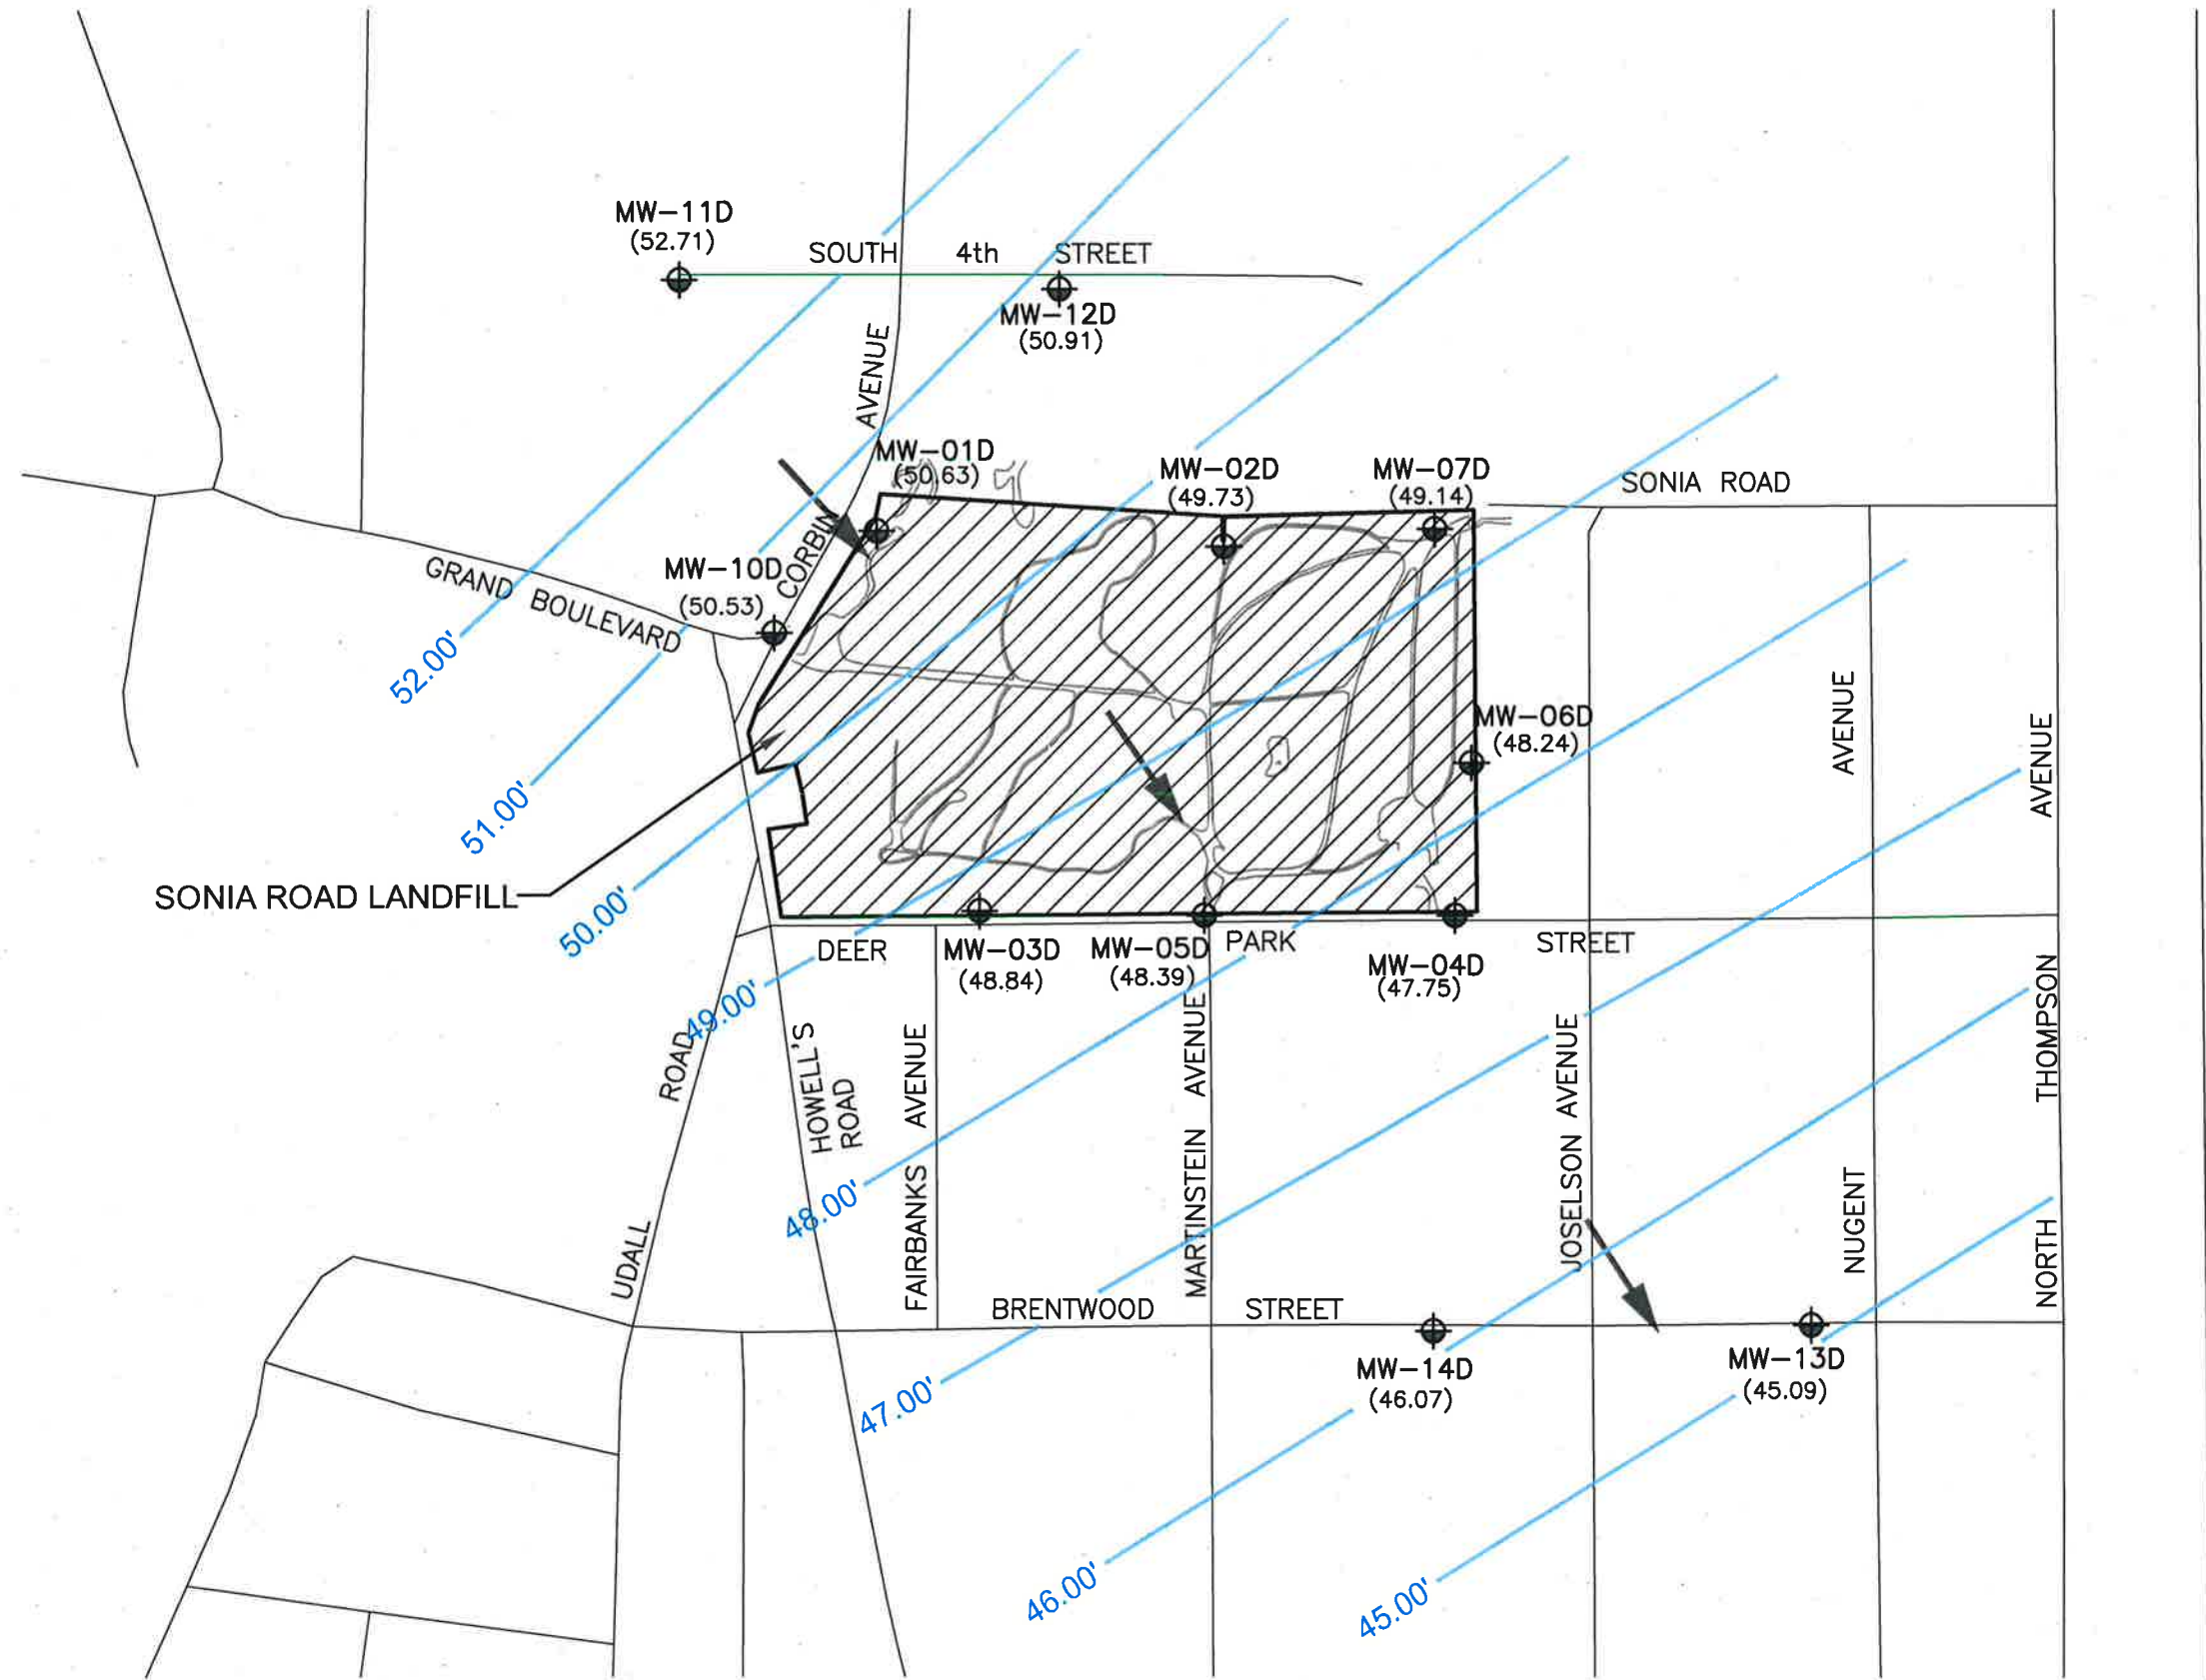 MW-11D
(52.71)
SOUTH 4th STREET
MW-12D
(50.91)
CORBIN AVENUE
MW-01D
(50.63)
MW-02D
(49.73)
MW-07D
(49.14)
SONIA ROAD
MW-10D
(50.53)
GRAND BOULEVARD
52.00'
51.00'
50.00'
49.00'
48.00'
47.00'
46.00'
45.00'
MW-06D
(48.24)
SONIA ROAD LANDFILL
DEER PARK STREET
MW-03D
(48.84)
MW-05D
(48.39)
MW-04D
(47.75)
UDALL ROAD
HOWELL'S
ROAD
FAIRBANKS AVENUE
MARTINSTEIN AVENUE
JOSELSON AVENUE
NUGENT AVENUE
NORTH THOMPSON AVENUE
BRENTWOOD STREET
MW-14D
(46.07)
MW-13D
(45.09)